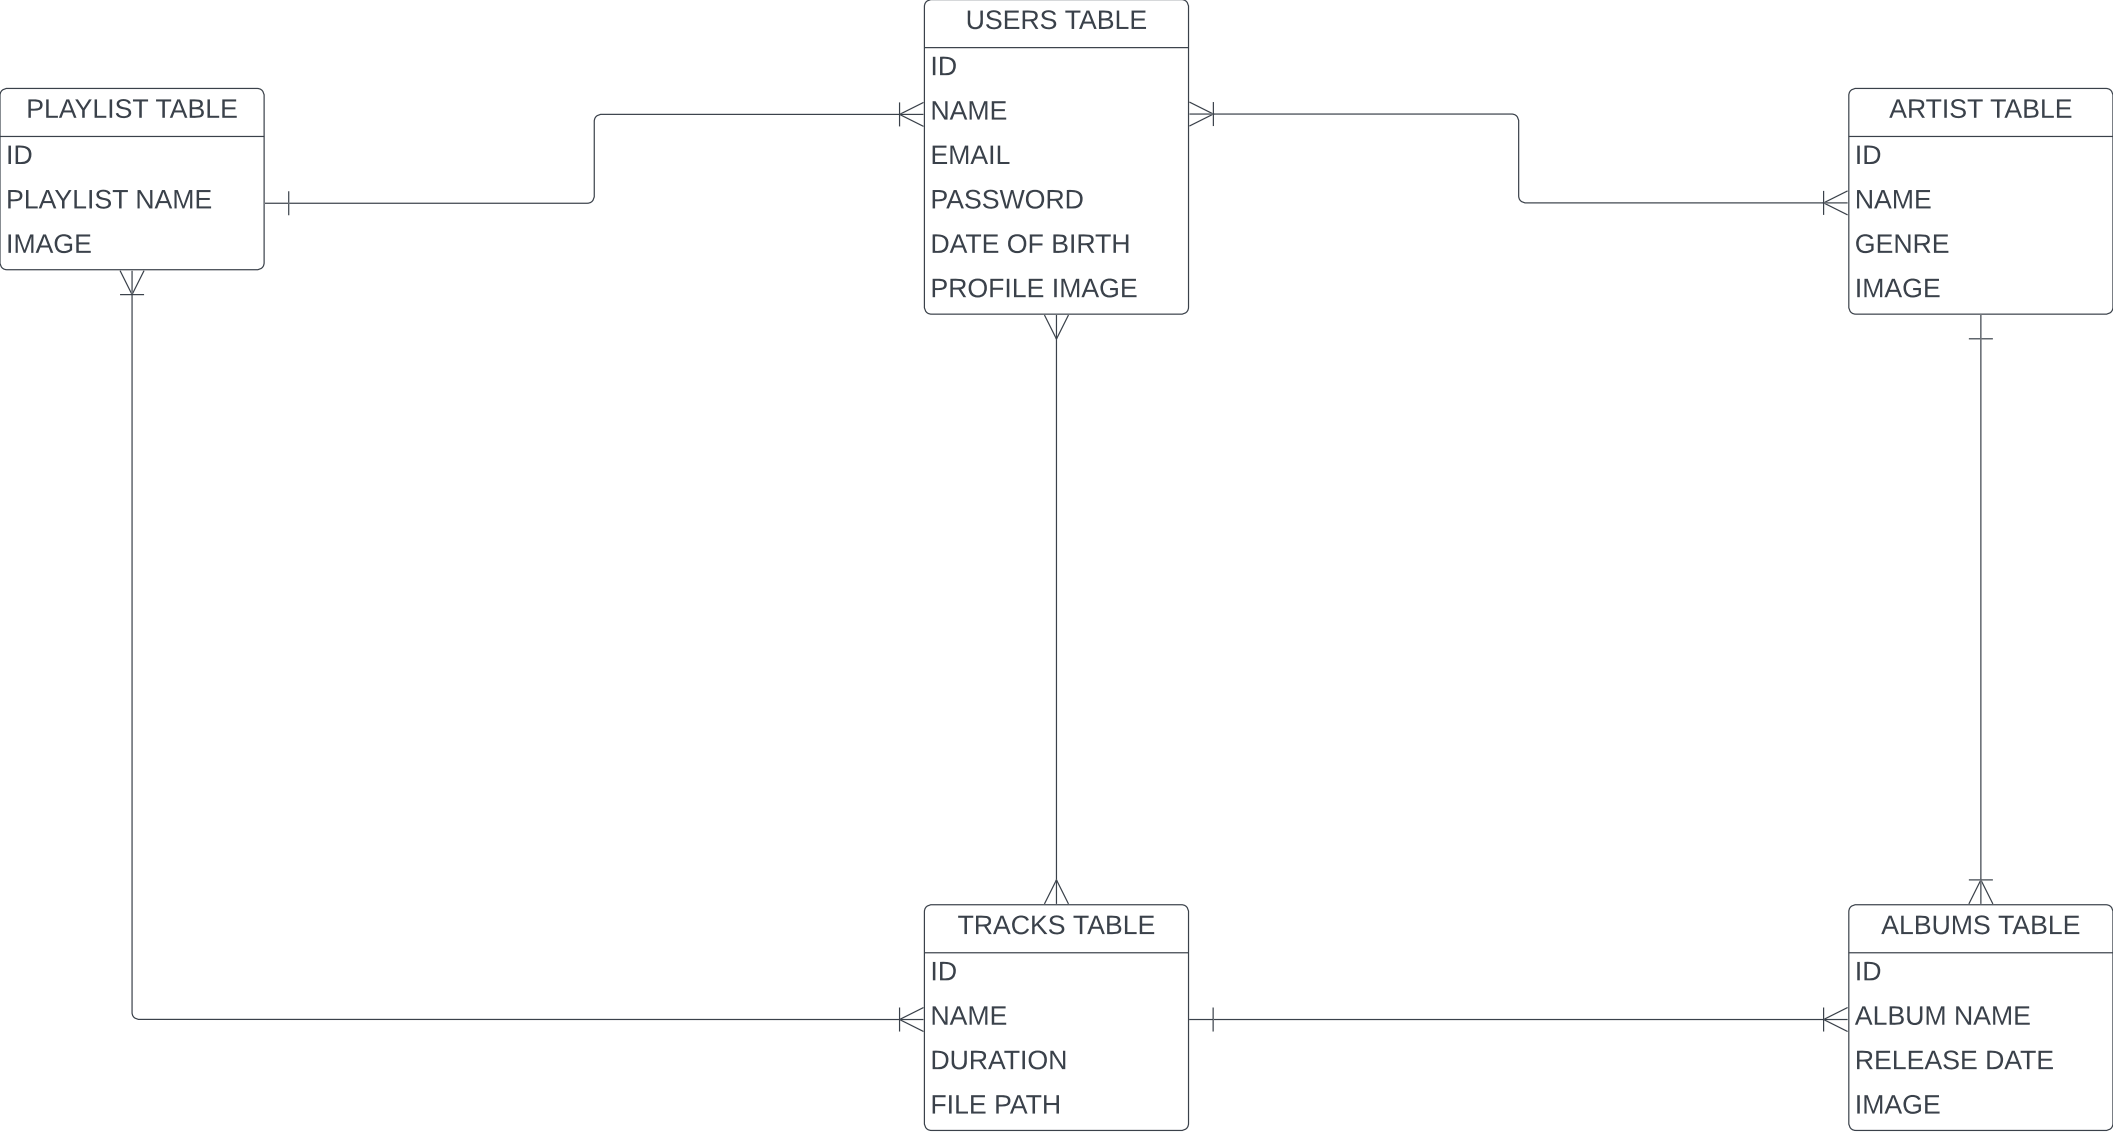 USERS TABLE
ID
NAME
EMAIL
PASSWORD
DATE OF BIRTH
PROFILE IMAGE
PLAYLIST TABLE
ID
PLAYLIST NAME
IMAGE
ARTIST TABLE
ID
NAME
GENRE
IMAGE
TRACKS TABLE
ID
NAME
DURATION
FILE PATH
ALBUMS TABLE
ID
ALBUM NAME
RELEASE DATE
IMAGE